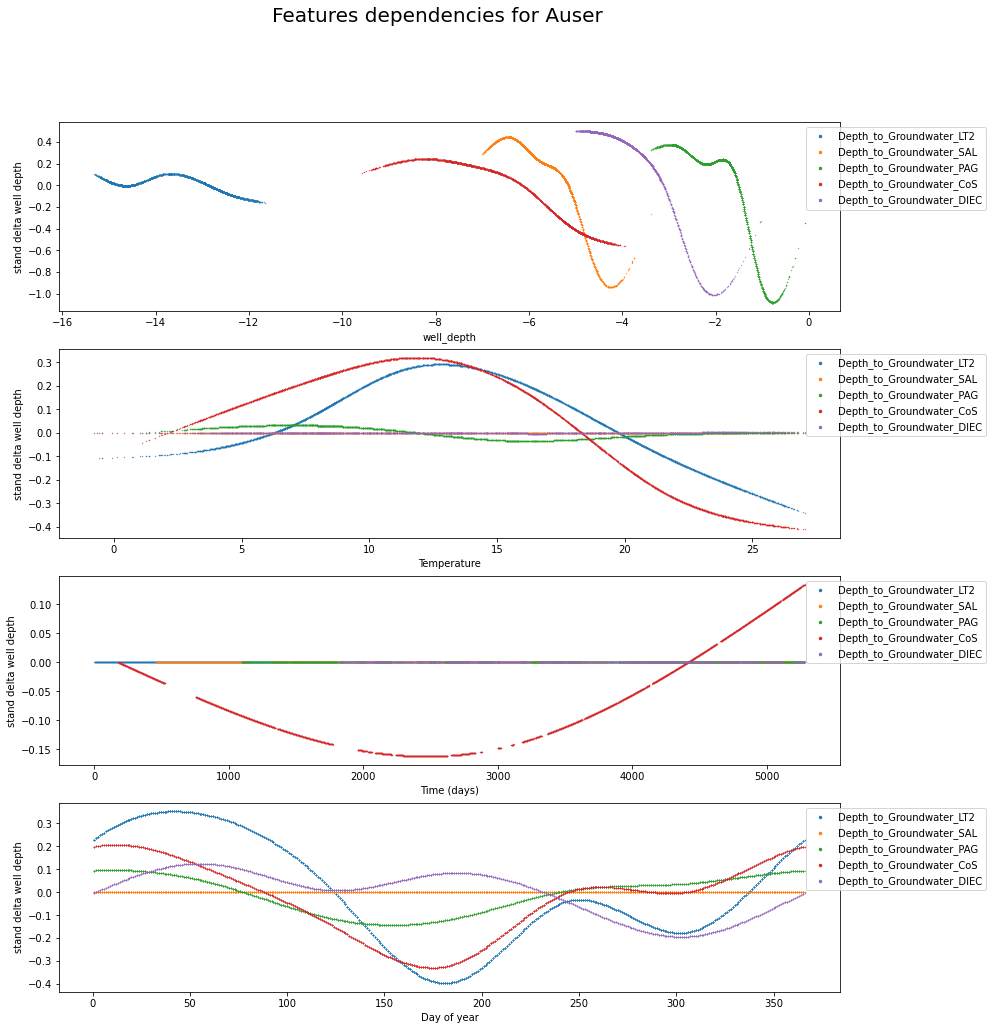 Features dependencies for Auser
stand delta well depth
0.4
0.2
0.0
−0.2
−0.4
−0.6
−0.8
−1.0
−16
−14
−12
−10
−8
−6
−4
−2
0
well_depth
Depth_to_Groundwater_LT2
Depth_to_Groundwater_SAL
Depth_to_Groundwater_PAG
Depth_to_Groundwater_CoS
Depth_to_Groundwater_DIEC
stand delta well depth
0.3
0.2
0.1
0.0
−0.1
−0.2
−0.3
−0.4
0
5
10
15
20
25
Temperature
Depth_to_Groundwater_LT2
Depth_to_Groundwater_SAL
Depth_to_Groundwater_PAG
Depth_to_Groundwater_CoS
Depth_to_Groundwater_DIEC
stand delta well depth
0.10
0.05
0.00
−0.05
−0.10
−0.15
0
1000
2000
3000
4000
5000
Time (days)
Depth_to_Groundwater_LT2
Depth_to_Groundwater_SAL
Depth_to_Groundwater_PAG
Depth_to_Groundwater_CoS
Depth_to_Groundwater_DIEC
stand delta well depth
0.3
0.2
0.1
0.0
−0.1
−0.2
−0.3
−0.4
0
50
100
150
200
250
300
350
Day of year
Depth_to_Groundwater_LT2
Depth_to_Groundwater_SAL
Depth_to_Groundwater_PAG
Depth_to_Groundwater_CoS
Depth_to_Groundwater_DIEC